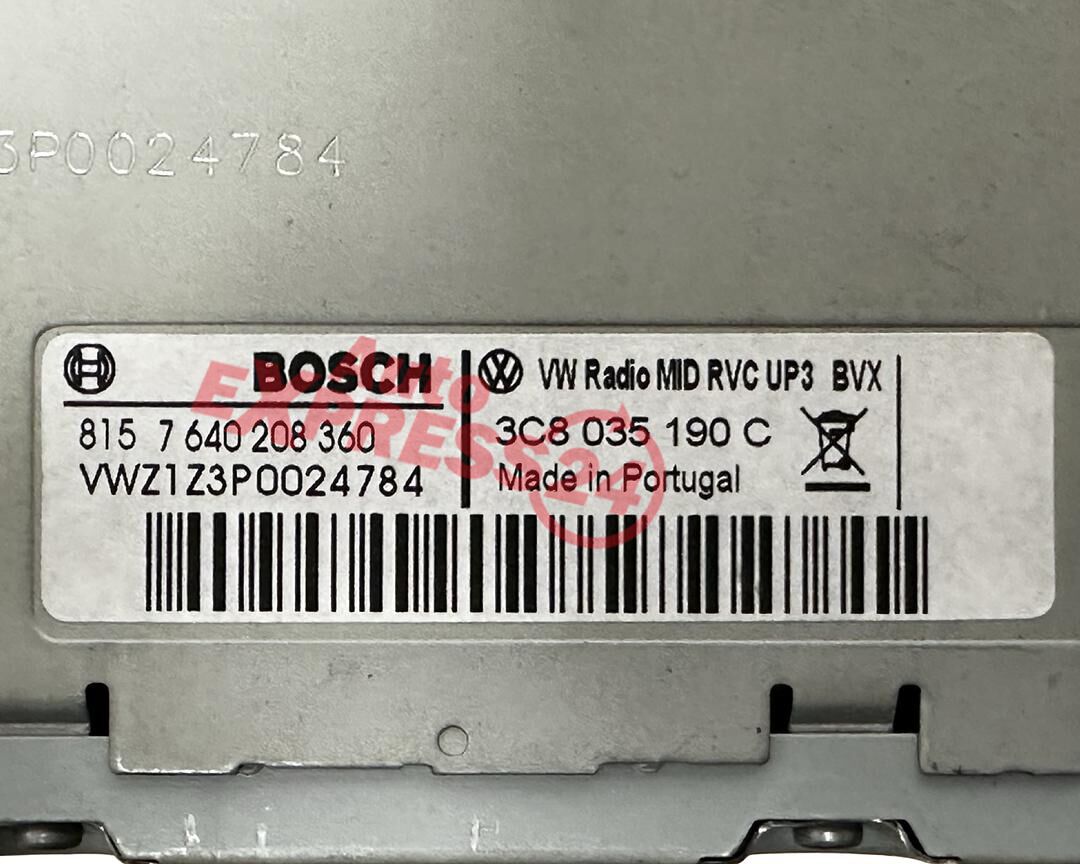 3P0024784
BOSCH
VW Radio MID RVC UP3 BVX
815 7 640 208 360
3C8 035 190 C
VWZ1Z3P0024784
Made in Portugal
Auto
EXPRESS24